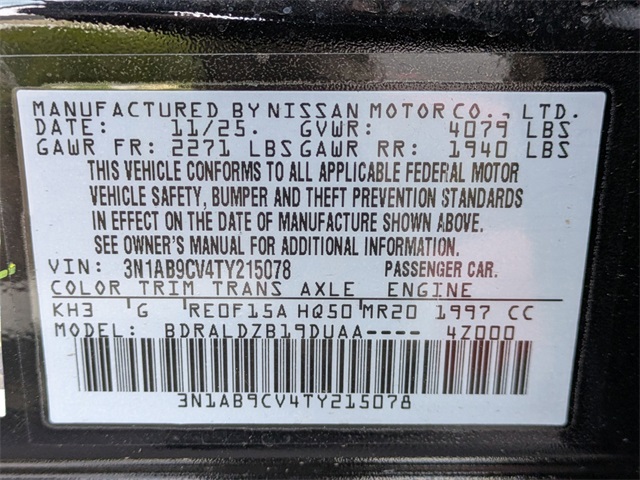 MANUFACTURED BY NISSAN MOTOR CO., LTD.
DATE: 11/25. GVWR: 4079 LBS
GAWR FR: 2271 LBS GAWR RR: 1940 LBS
THIS VEHICLE CONFORMS TO ALL APPLICABLE FEDERAL MOTOR
VEHICLE SAFETY, BUMPER AND THEFT PREVENTION STANDARDS
IN EFFECT ON THE DATE OF MANUFACTURE SHOWN ABOVE.
SEE OWNER'S MANUAL FOR ADDITIONAL INFORMATION.
VIN: 3N1AB9CV4TY215078 PASSENGER CAR.
COLOR TRIM TRANS AXLE ENGINE
KH3 G RE0F15A HQ50 MR20 1997 CC
MODEL: BDRALDZB19DUAA---- 4Z000
3N1AB9CV4TY215078